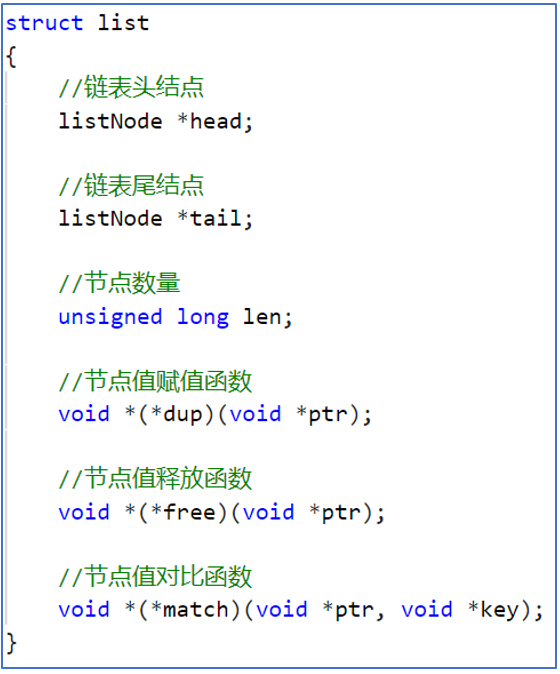 struct list
{
//链表头结点
listNode *head;
//链表尾结点
listNode *tail;
//节点数量
unsigned long len;
//节点值赋值函数
void *(*dup)(void *ptr);
//节点值释放函数
void *(*free)(void *ptr);
//节点值对比函数
void *(*match)(void *ptr, void *key);
}